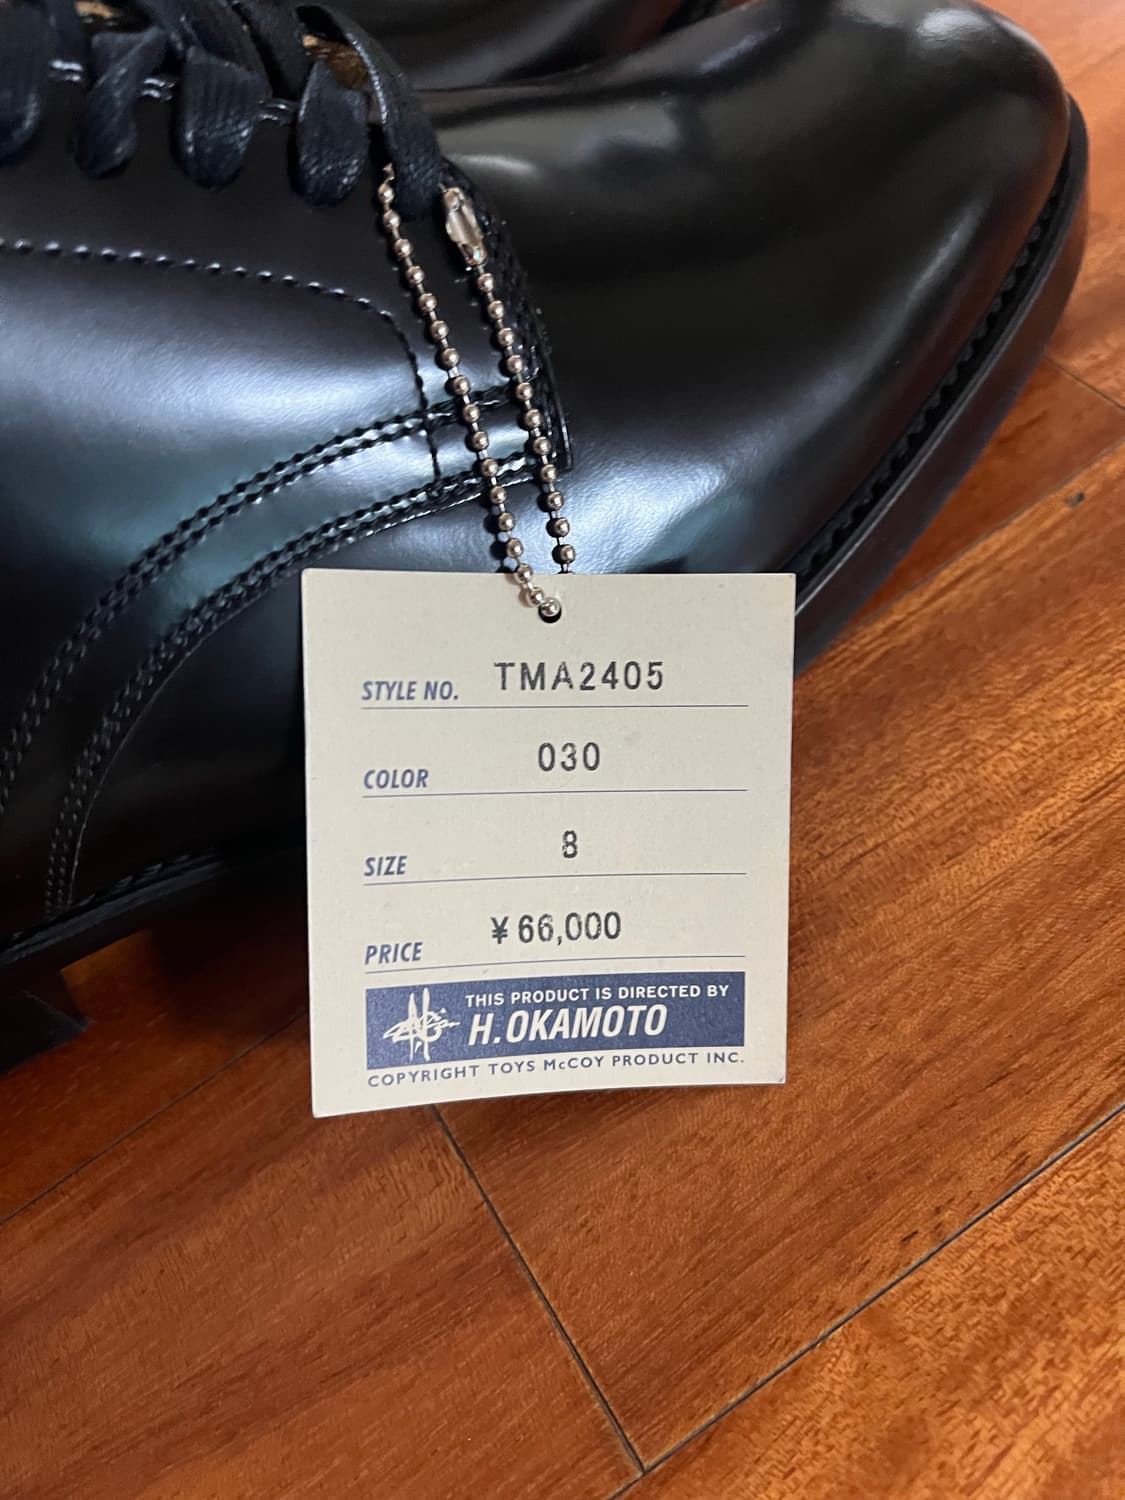 STYLE NO. TMA2405
COLOR 030
SIZE 8
PRICE ¥66,000
THIS PRODUCT IS DIRECTED BY
H.OKAMOTO
COPYRIGHT TOYS McCOY PRODUCT INC.